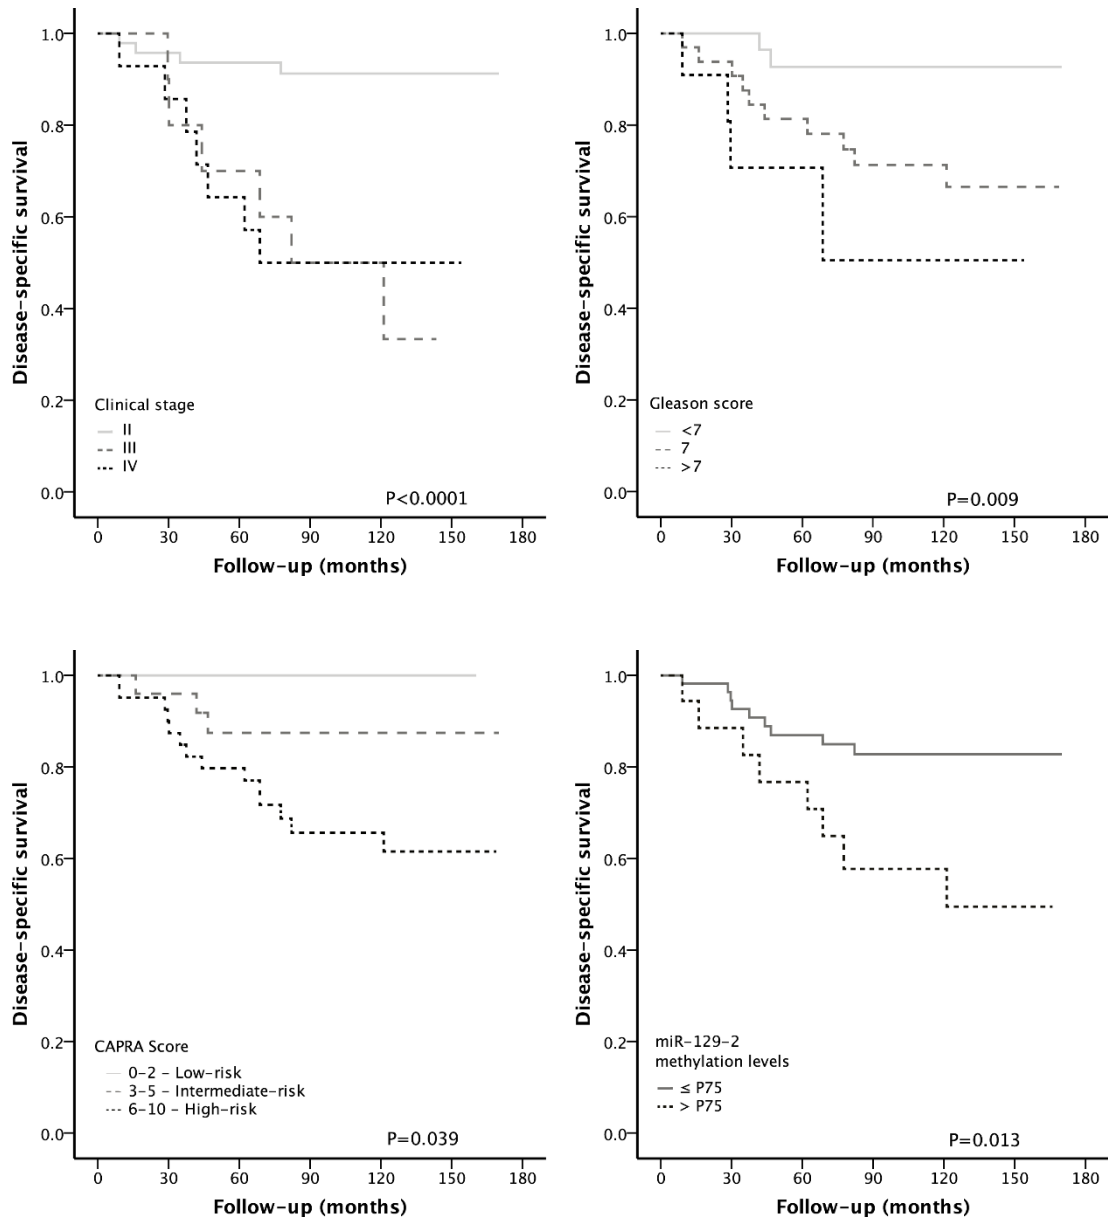 Disease-specific survival
1.0
0.8
0.6
0.4
0.2
0.0
Clinical stage
II
III
IV
P<0.0001
0 30 60 90 120 150 180
Follow-up (months)
Disease-specific survival
1.0
0.8
0.6
0.4
0.2
0.0
Gleason score
<7
7
>7
P=0.009
0 30 60 90 120 150 180
Follow-up (months)
Disease-specific survival
1.0
0.8
0.6
0.4
0.2
0.0
CAPRA Score
0-2 - Low-risk
3-5 - Intermediate-risk
6-10 - High-risk
P=0.039
0 30 60 90 120 150 180
Follow-up (months)
Disease-specific survival
1.0
0.8
0.6
0.4
0.2
0.0
miR-129-2
methylation levels
≤ P75
> P75
P=0.013
0 30 60 90 120 150 180
Follow-up (months)